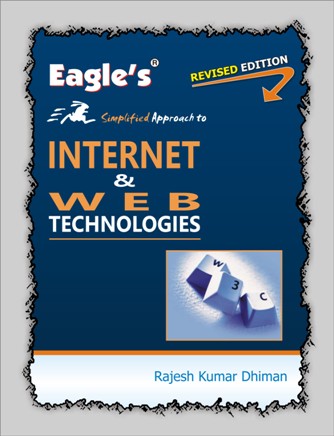 Eagle's®
REVISED EDITION
Simplified Approach to
INTERNET
&
WEB
TECHNOLOGIES
W 3 C
Rajesh Kumar Dhiman